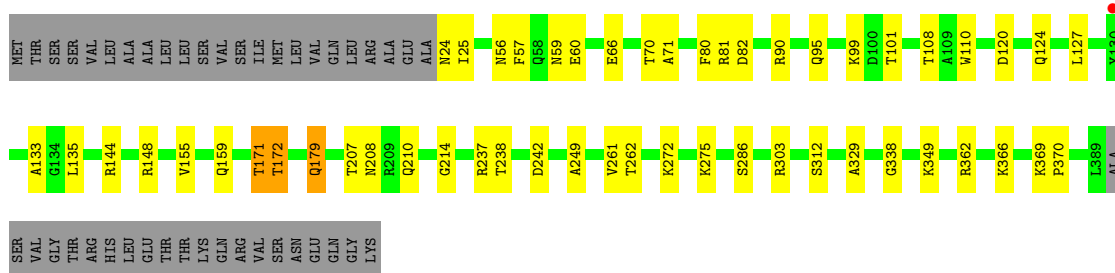 MET THR SER SER VAL LEU ALA ALA LEU LEU SER VAL SER ILE MET LEU VAL GLN LEU ARG ALA GLU ALA N24 I25 N56 F57 Q58 N59 E60 E66 T70 A71 F80 R81 D82 R90 Q95 K99 D100 T101 T108 A109 W110 D120 Q124 L127 Y130
A133 G134 L135 R144 R148 V155 Q159 T171 T172 Q179 T207 N208 R209 Q210 G214 R237 T238 D242 A249 V261 T262 K272 K275 S286 R303 S312 A329 G338 K349 R362 K366 K369 P370 L389 ALA
SER VAL GLY THR ARG HIS LEU GLU THR THR LYS GLN ARG VAL SER ASN GLU GLN GLY LYS